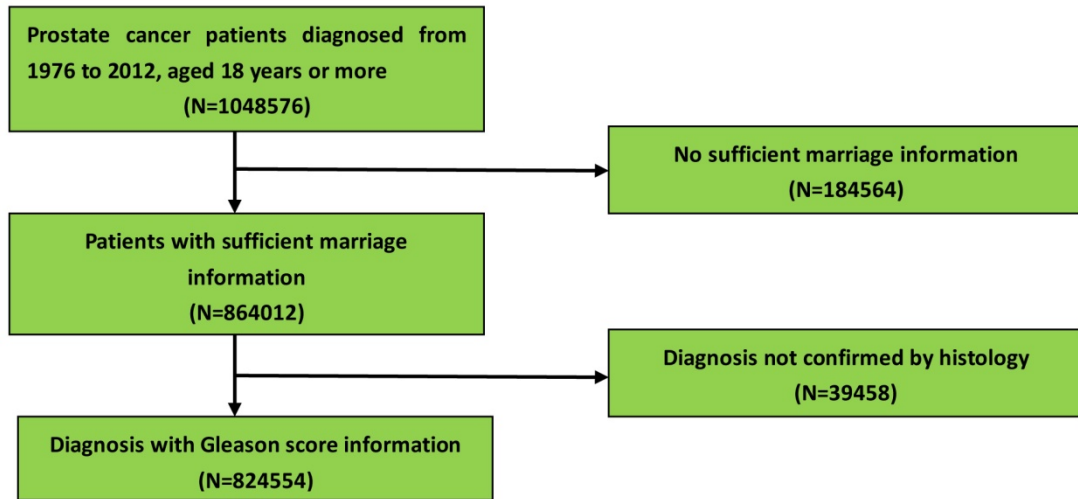 Prostate cancer patients diagnosed from
1976 to 2012, aged 18 years or more
(N=1048576)
No sufficient marriage information
(N=184564)
Patients with sufficient marriage
information
(N=864012)
Diagnosis not confirmed by histology
(N=39458)
Diagnosis with Gleason score information
(N=824554)